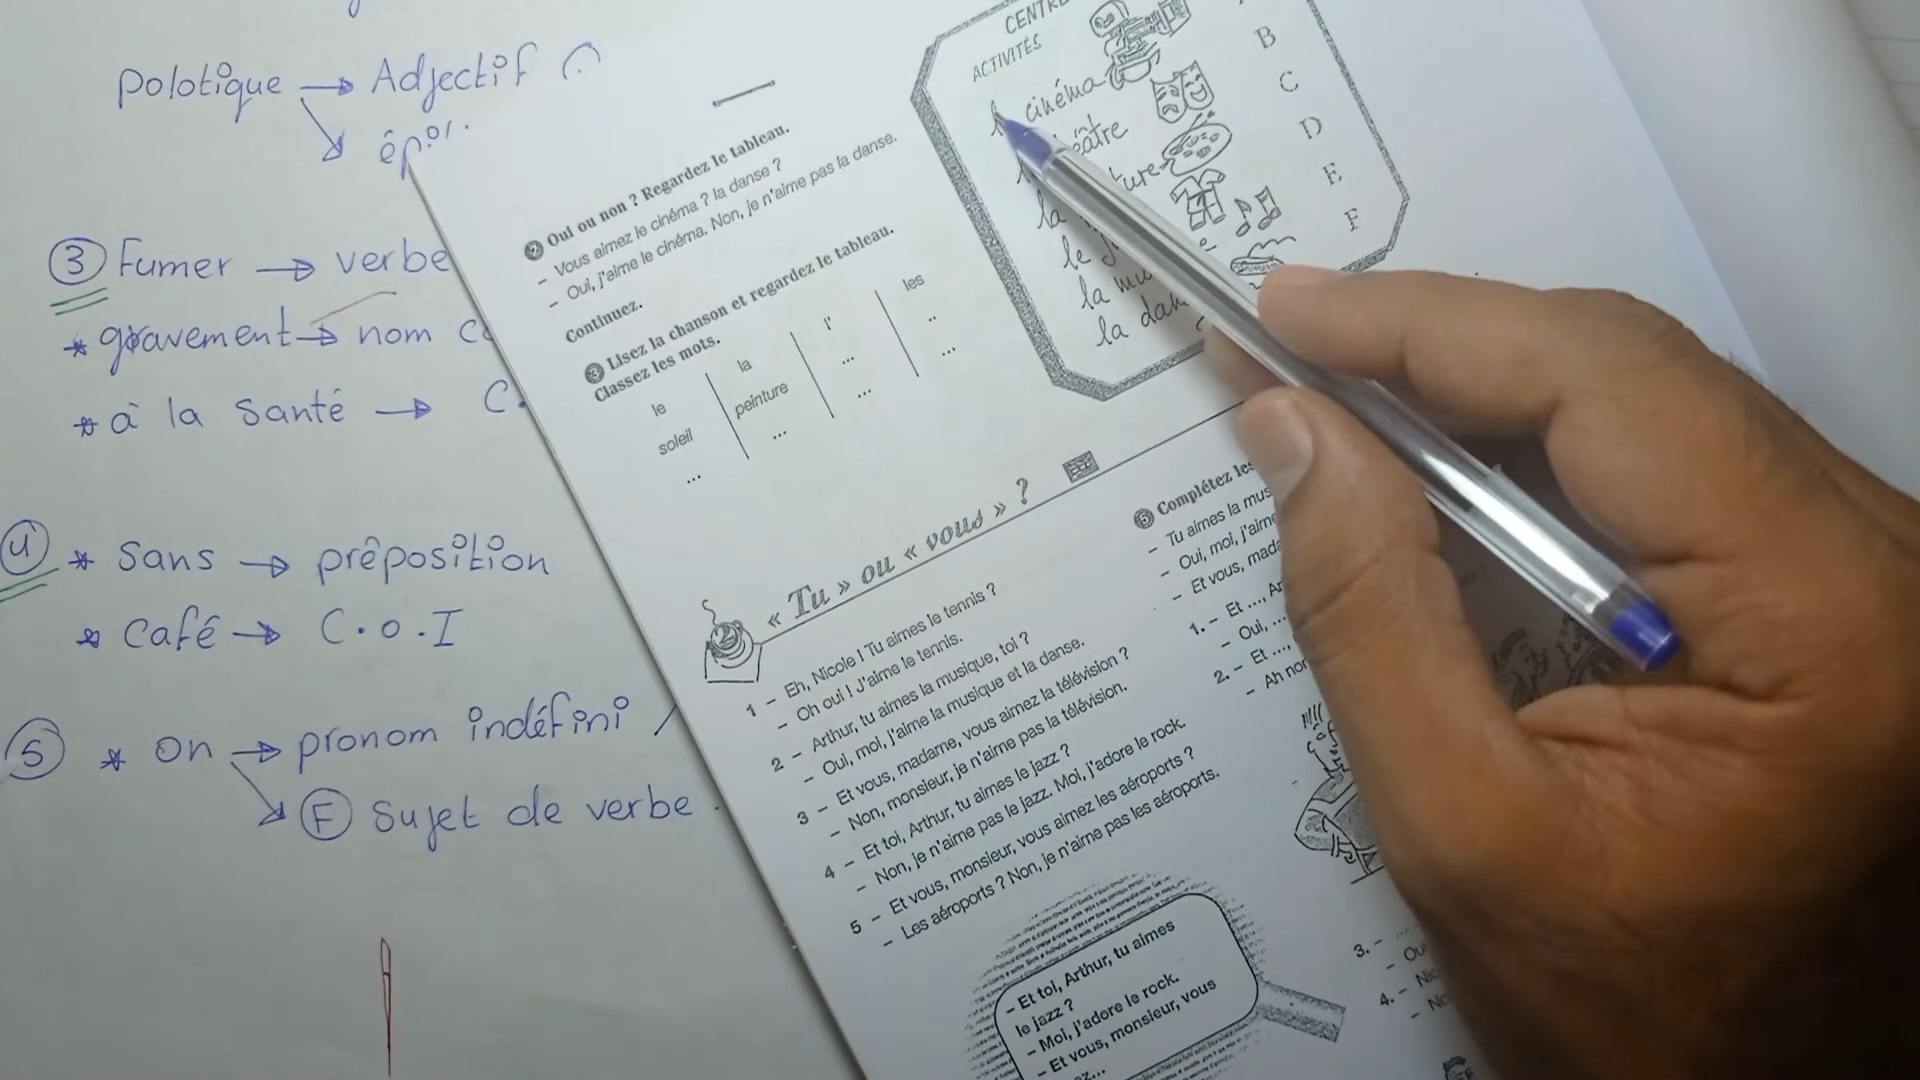 polotique → Adjectif
③ Fumer → verbe
* gravement → nom
* à la santé → C.
④ * Sans → prêposition
* Café → C.o.I
⑤ * On → pronom indéfini /
Ⓕ Sujet de verbe.
❷ Oui ou non ? Regardez le tableau.
– Vous aimez le cinéma ? la danse ?
– Oui, j'aime le cinéma. Non, je n'aime pas la danse.
Continuez.
❸ Lisez la chanson et regardez le tableau.
Classez les mots.
le la l' les
soleil peinture ... ..
... ... ... ...
ACTIVITÉS
cinéma
la
le
la
la
B
C
D
E
F
« Tu » ou « vous » ?
1 – Eh, Nicole ! Tu aimes le tennis ?
– Oh oui ! J'aime le tennis.
2 – Arthur, tu aimes la musique, toi ?
– Oui, moi, j'aime la musique et la danse.
3 – Et vous, madame, vous aimez la télévision ?
– Non, monsieur, je n'aime pas la télévision.
4 – Et toi, Arthur, tu aimes le jazz ?
– Non, je n'aime pas le jazz. Moi, j'adore le rock.
5 – Et vous, monsieur, vous aimez les aéroports ?
– Les aéroports ? Non, je n'aime pas les aéroports.
– Et toi, Arthur, tu aimes
le jazz ?
– Moi, j'adore le rock.
– Et vous, monsieur, vous
❺ Complétez les
– Tu aimes la mus
– Oui, moi, j'aime
– Et vous, mada
1. – Et ..., Ar
– Oui, ...
2. – Et ...,
– Ah non
3. – ...
– Ou
4. – Nic
– No